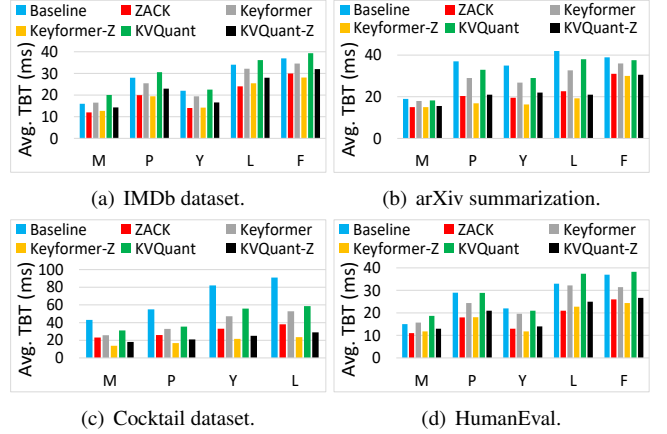 Baseline ZACK Keyformer
Keyformer-Z KVQuant KVQuant-Z
Avg. TBT (ms)
40
30
20
10
0
M P Y L F
(a) IMDb dataset.
Baseline ZACK Keyformer
Keyformer-Z KVQuant KVQuant-Z
Avg. TBT (ms)
40
20
0
M P Y L F
(b) arXiv summarization.
Baseline ZACK Keyformer
Keyformer-Z KVQuant KVQuant-Z
Avg. TBT (ms)
100
80
60
40
20
0
M P Y L
(c) Cocktail dataset.
Baseline ZACK Keyformer
Keyformer-Z KVQuant KVQuant-Z
Avg. TBT (ms)
40
30
20
10
0
M P Y L F
(d) HumanEval.